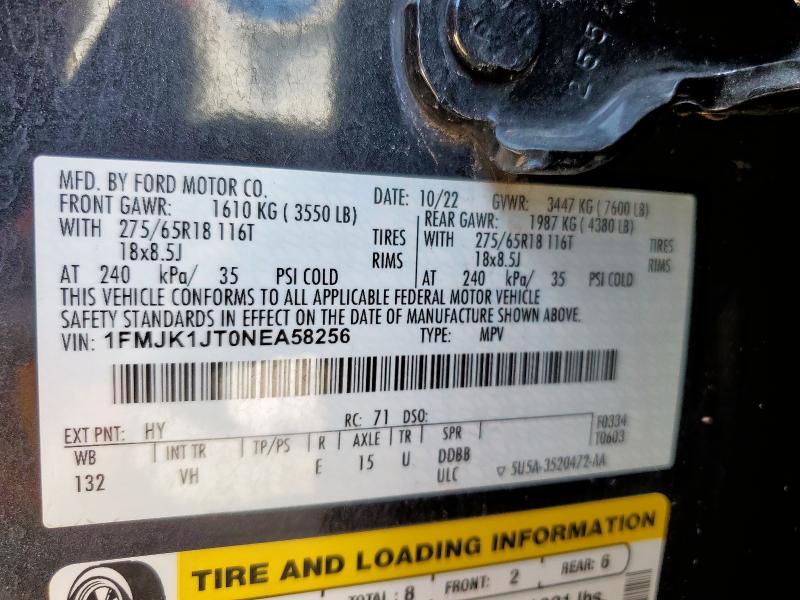 255
MFD. BY FORD MOTOR CO. DATE: 10/22 GVWR: 3447 KG ( 7600 LB)
FRONT GAWR: 1610 KG ( 3550 LB) REAR GAWR: 1987 KG ( 4380 LB)
WITH 275/65R18 116T TIRES WITH 275/65R18 116T TIRES
18x8.5J RIMS 18x8.5J RIMS
AT 240 kPa/ 35 PSI COLD AT 240 kPa/ 35 PSI COLD
THIS VEHICLE CONFORMS TO ALL APPLICABLE FEDERAL MOTOR VEHICLE
SAFETY STANDARDS IN EFFECT ON THE DATE OF MANUFACTURE SHOWN ABOVE.
VIN: 1FMJK1JT0NEA58256 TYPE: MPV
EXT PNT: HY RC: 71 DSO: F0334
T0603
WB INT TR TP/PS R AXLE TR SPR
132 VH E 15 U DDBB
ULC 5U5A-3520472-AA
TIRE AND LOADING INFORMATION
TOTAL: 8 FRONT: 2 REAR: 6
lbs.